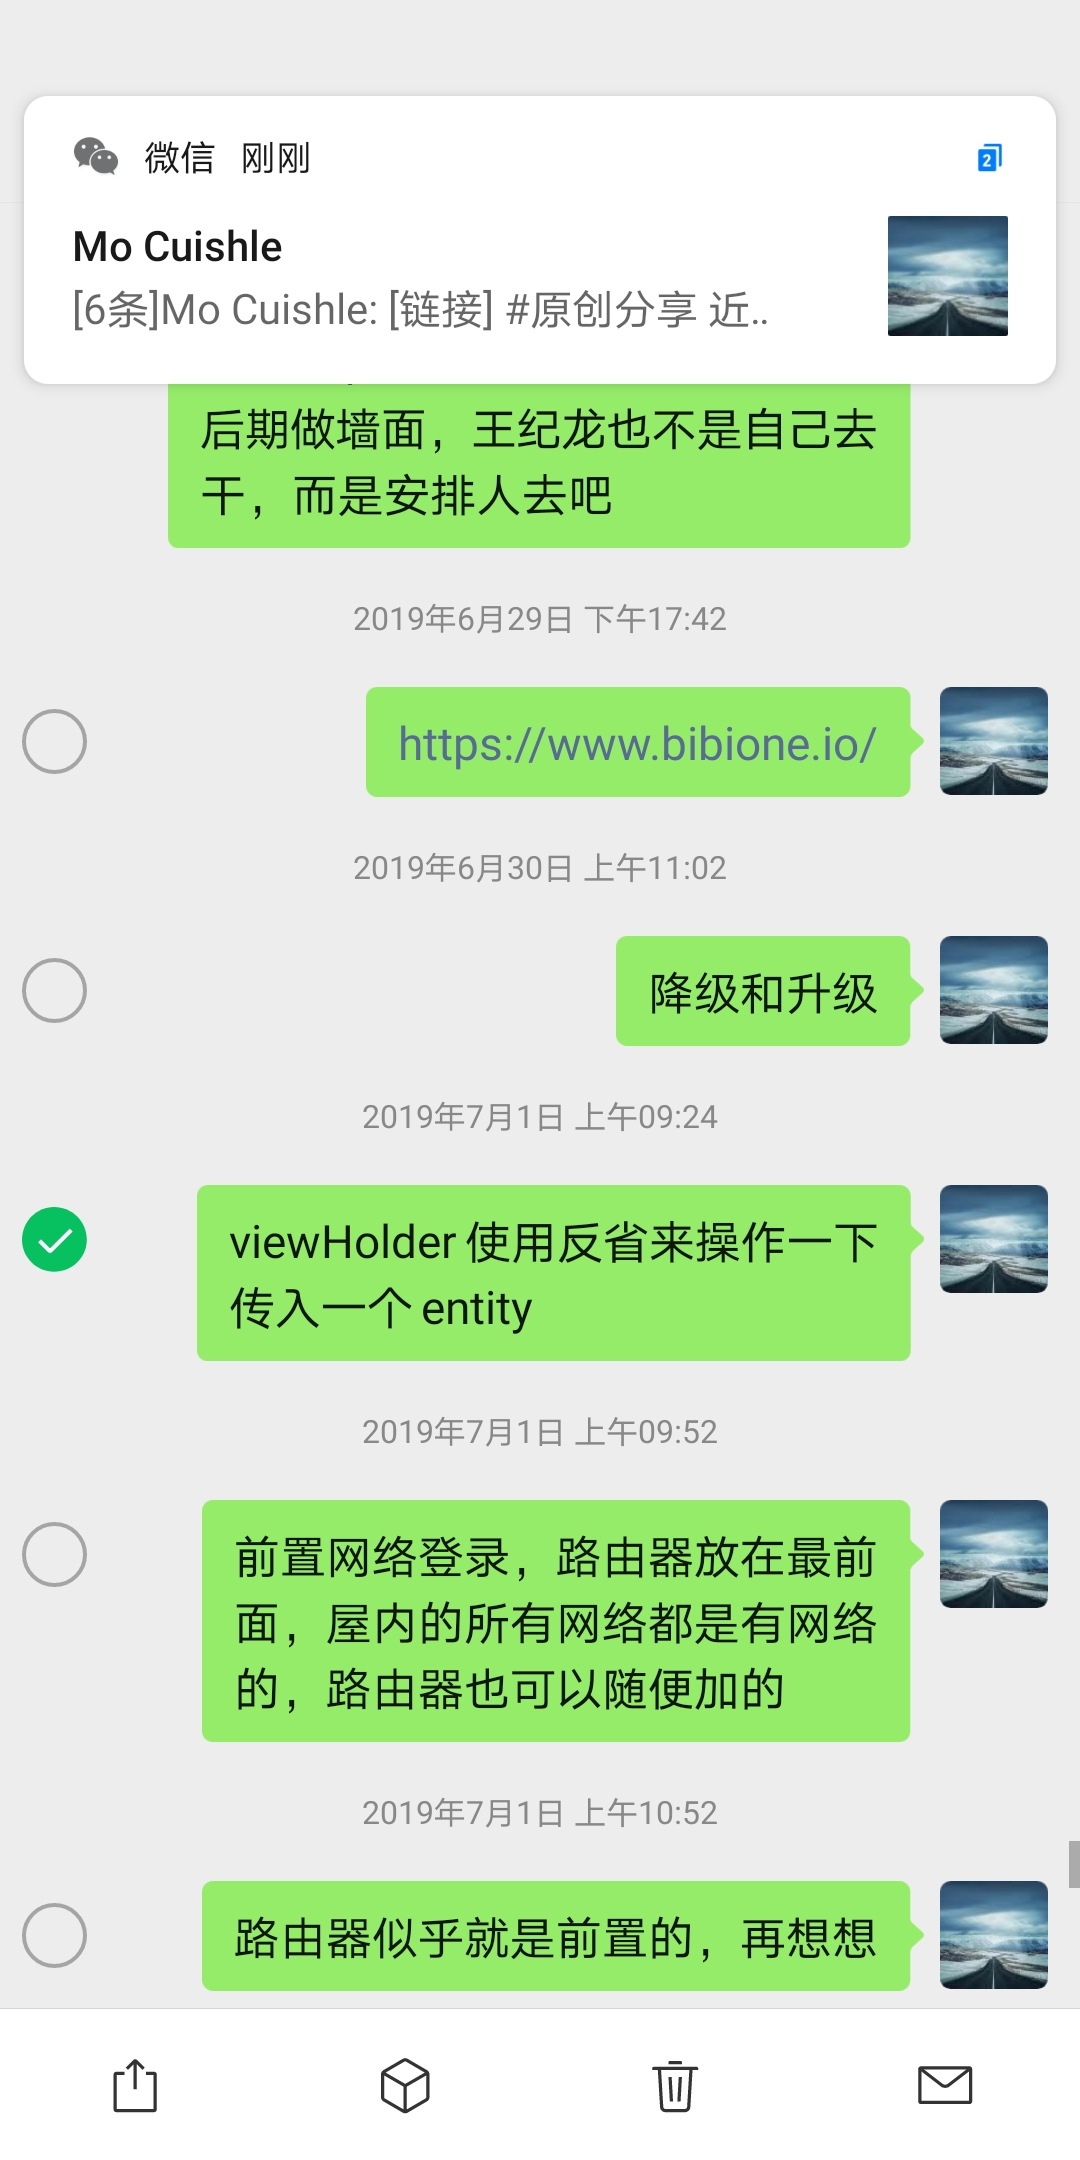 微信 刚刚
2
Mo Cuishle
[6条]Mo Cuishle: [链接] #原创分享 近..
后期做墙面，王纪龙也不是自己去
干，而是安排人去吧
2019年6月29日 下午17:42
https://www.bibione.io/
2019年6月30日 上午11:02
降级和升级
2019年7月1日 上午09:24
viewHolder 使用反省来操作一下
传入一个 entity
2019年7月1日 上午09:52
前置网络登录，路由器放在最前
面，屋内的所有网络都是有网络
的，路由器也可以随便加的
2019年7月1日 上午10:52
路由器似乎就是前置的，再想想